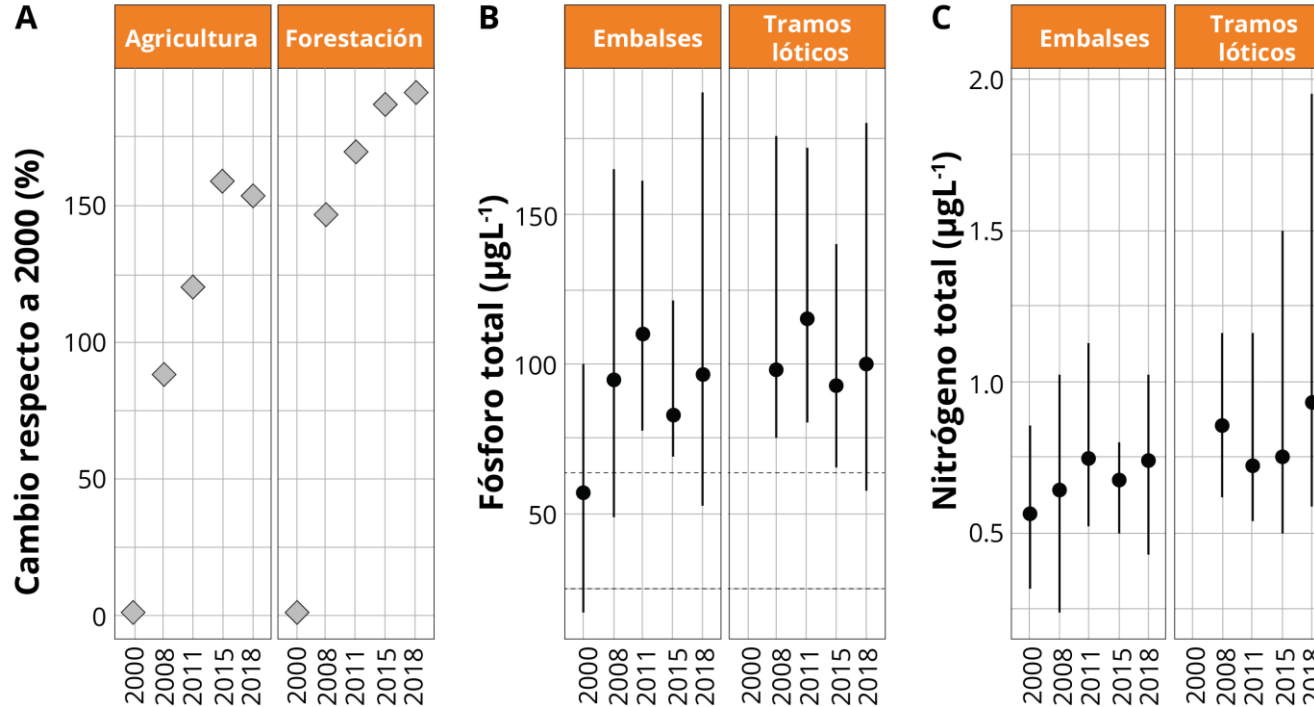 A
Agricultura
Forestación
Cambio respecto a 2000 (%)
150
100
50
0
2000
2008
2011
2015
2018
2000
2008
2011
2015
2018
B
Embalses
Tramos
lóticos
Fósforo total (µgL-1)
150
100
50
2000
2008
2011
2015
2018
2000
2008
2011
2015
2018
C
Embalses
Tramos
lóticos
Nitrógeno total (µgL-1)
2.0
1.5
1.0
0.5
2000
2008
2011
2015
2018
2000
2008
2011
2015
2018